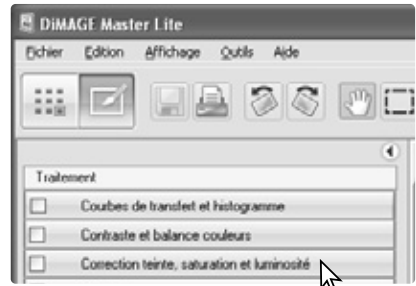 DiMAGE Master Lite
Fichier Edition Affichage Outils Aide
Traitement
Courbes de transfert et histogramme
Contraste et balance couleurs
Correction teinte, saturation et luminosité